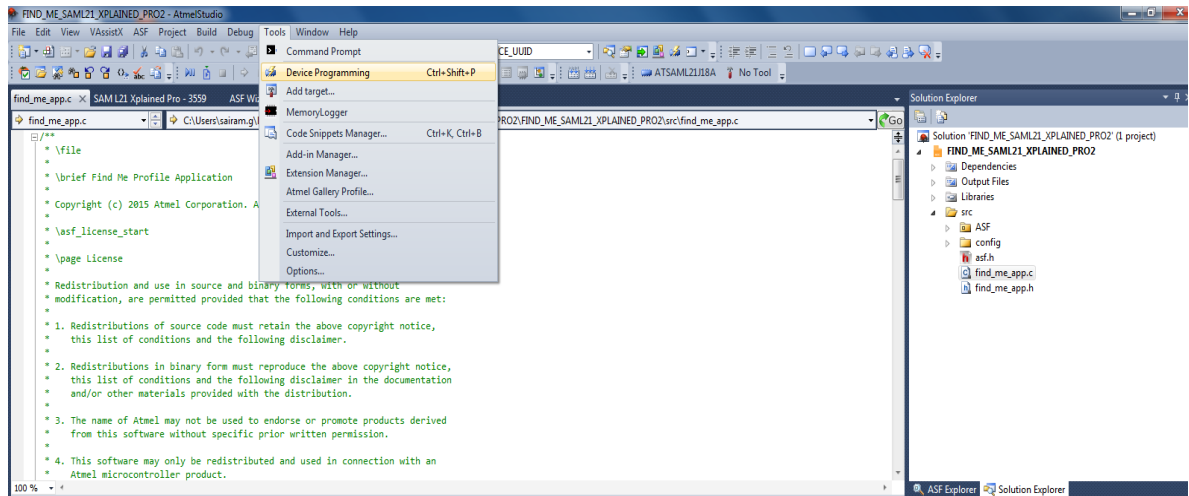 FIND_ME_SAML21_XPLAINED_PRO2 - AtmelStudio
File Edit View VAssistX ASF Project Build Debug Tools Window Help
CE_UUID
ATSAML21J18A No Tool
Command Prompt
Device Programming Ctrl+Shift+P
Add target...
MemoryLogger
Code Snippets Manager... Ctrl+K, Ctrl+B
Add-in Manager...
Extension Manager...
Atmel Gallery Profile...
External Tools...
Import and Export Settings...
Customize...
Options...
find_me_app.c SAM L21 Xplained Pro - 3559 ASF Wiz
find_me_app.c C:\Users\sairam.g\ PRO2\FIND_ME_SAML21_XPLAINED_PRO2\src\find_me_app.c Go
/**
* \file
*
* \brief Find Me Profile Application
*
* Copyright (c) 2015 Atmel Corporation. A
*
* \asf_license_start
*
* \page License
*
* Redistribution and use in source and binary forms, with or without
* modification, are permitted provided that the following conditions are met:
*
* 1. Redistributions of source code must retain the above copyright notice,
* this list of conditions and the following disclaimer.
*
* 2. Redistributions in binary form must reproduce the above copyright notice,
* this list of conditions and the following disclaimer in the documentation
* and/or other materials provided with the distribution.
*
* 3. The name of Atmel may not be used to endorse or promote products derived
* from this software without specific prior written permission.
*
* 4. This software may only be redistributed and used in connection with an
* Atmel microcontroller product.
100 %
Solution Explorer
Solution 'FIND_ME_SAML21_XPLAINED_PRO2' (1 project)
FIND_ME_SAML21_XPLAINED_PRO2
Dependencies
Output Files
Libraries
src
ASF
config
asf.h
find_me_app.c
find_me_app.h
ASF Explorer Solution Explorer